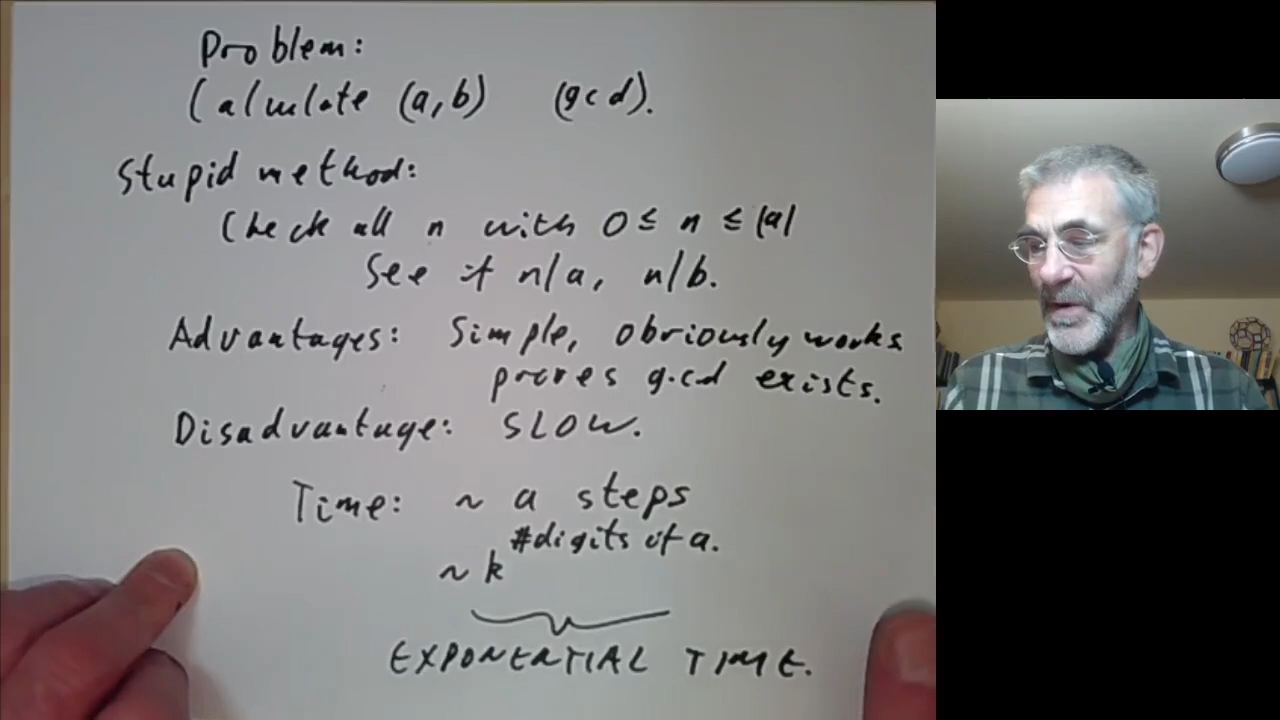 Problem:
Calculate (a,b) (gcd).
Stupid method:
Check all n with 0 ≤ n ≤ |a|
See if n|a, n|b.
Advantages: Simple, obviously works
proves g.c.d exists.
Disadvantage: SLOW.
Time: ~ a steps
#digits of a.
~ k
EXPONENTIAL TIME.